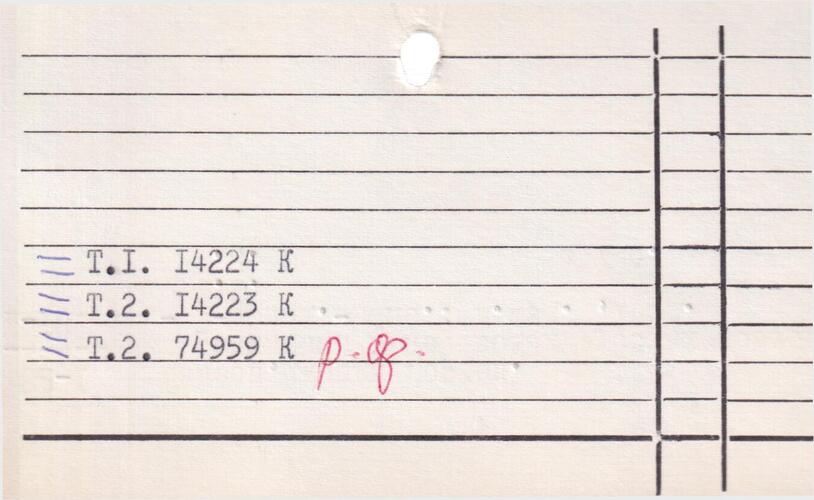 = T.I. I4224 K
= T.2. I4223 K
= T.2. 74959 K p.q.